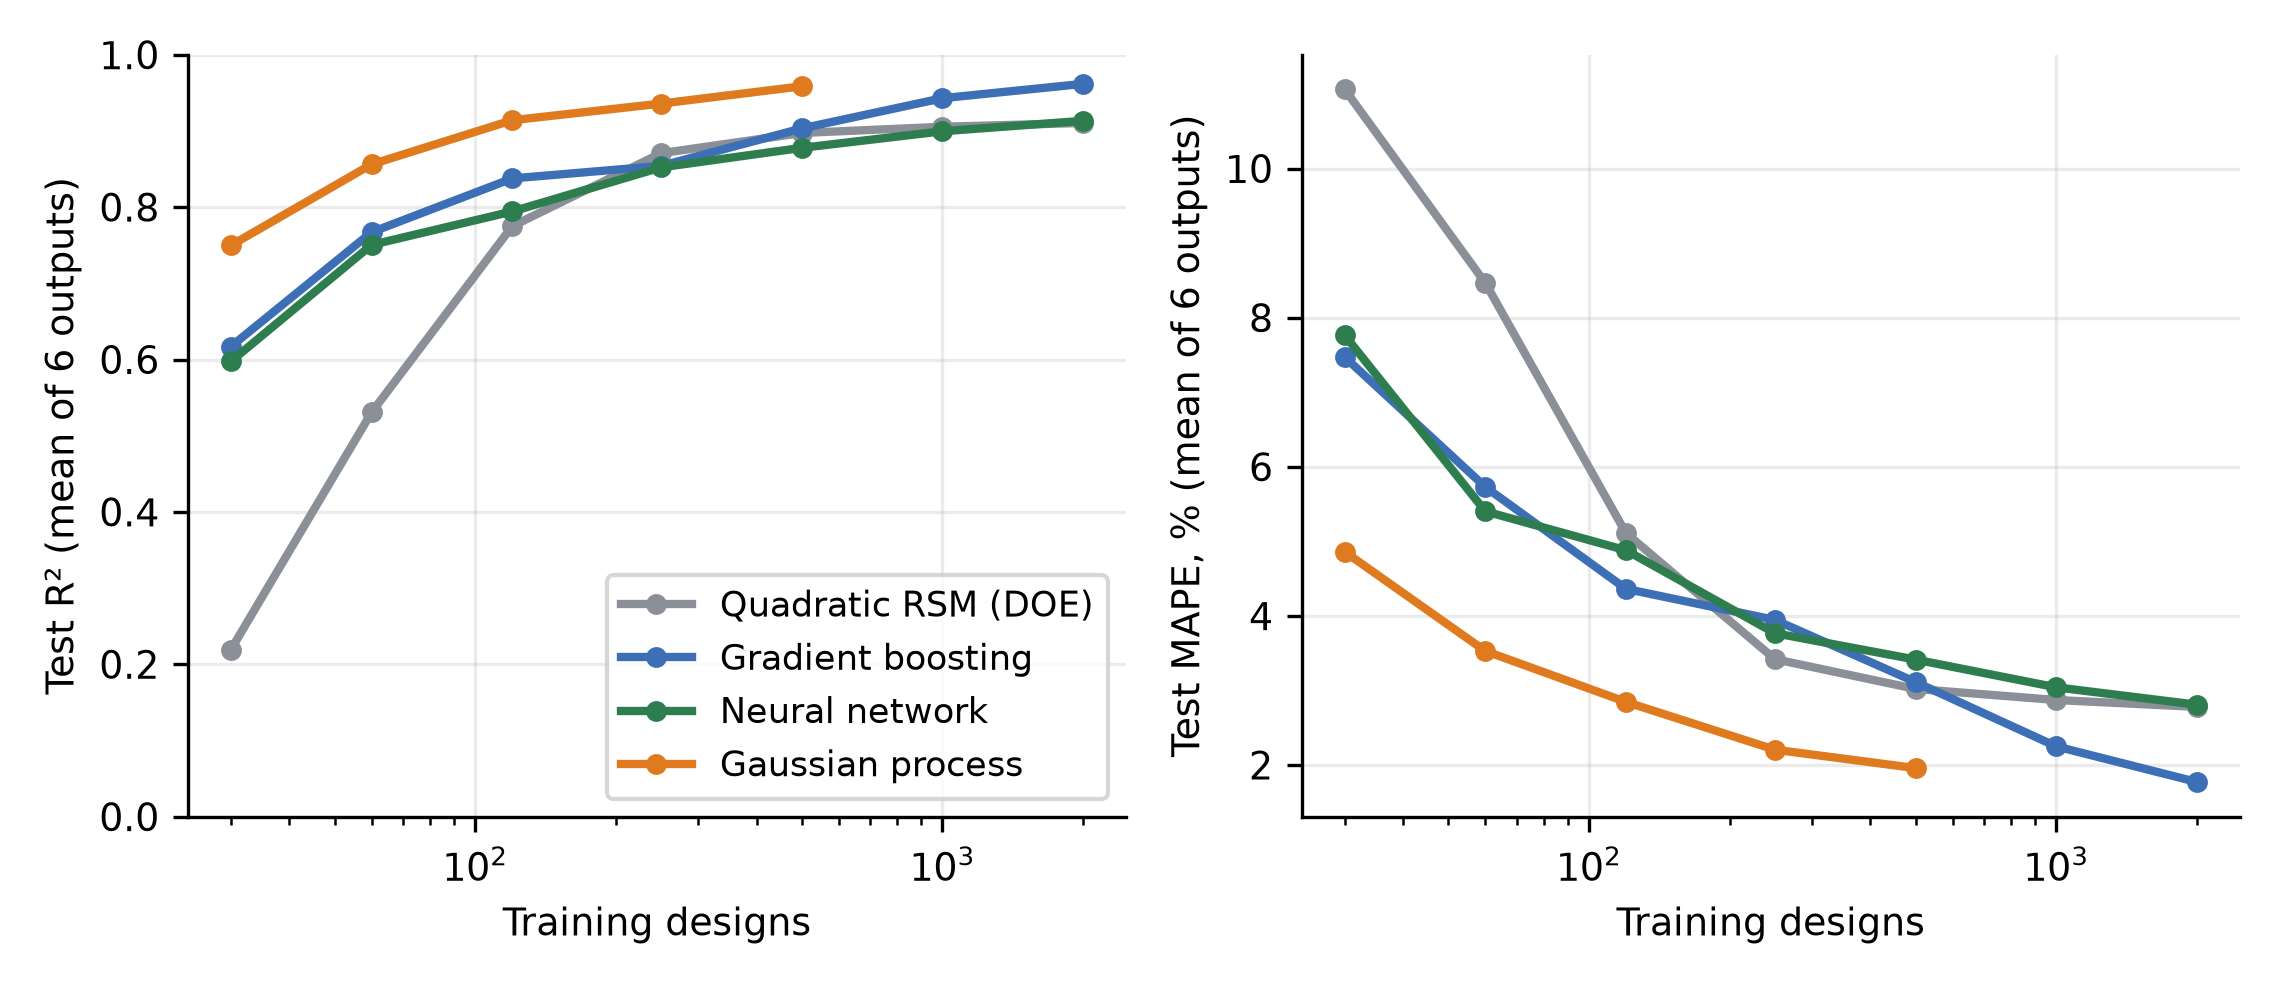 Test R² (mean of 6 outputs)
1.0
0.8
0.6
0.4
0.2
0.0
10²
10³
Training designs
Quadratic RSM (DOE)
Gradient boosting
Neural network
Gaussian process
Test MAPE, % (mean of 6 outputs)
10
8
6
4
2
10²
10³
Training designs